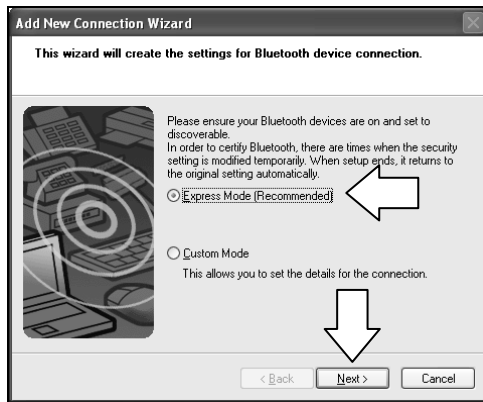 Add New Connection Wizard
This wizard will create the settings for Bluetooth device connection.
Please ensure your Bluetooth devices are on and set to
discoverable.
In order to certify Bluetooth, there are times when the security
setting is modified temporarily. When setup ends, it returns to
the original setting automatically.
Express Mode (Recommended)
Custom Mode
This allows you to set the details for the connection.
< Back Next > Cancel